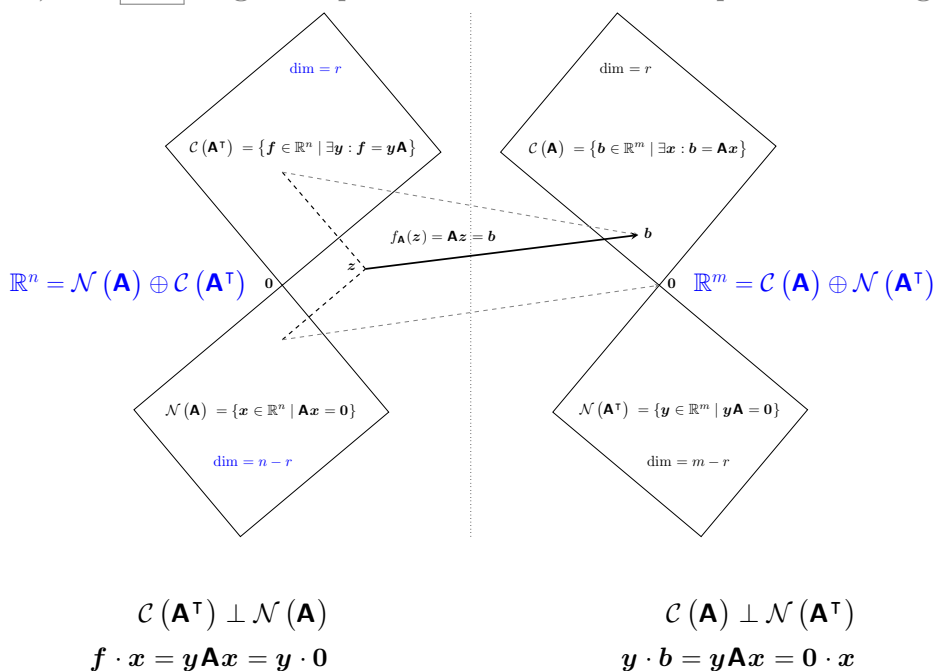 dim = r
dim = r
𝒞(𝗔ᵀ) = {𝒇 ∈ ℝⁿ | ∃𝒚 : 𝒇 = 𝒚𝗔}
𝒞(𝗔) = {𝒃 ∈ ℝᵐ | ∃𝒙 : 𝒃 = 𝗔𝒙}
f_𝗔(𝒛) = 𝗔𝒛 = 𝒃
𝒃
𝒛
ℝⁿ = 𝒩(𝗔) ⊕ 𝒞(𝗔ᵀ)
𝟎
𝟎
ℝᵐ = 𝒞(𝗔) ⊕ 𝒩(𝗔ᵀ)
𝒩(𝗔) = {𝒙 ∈ ℝⁿ | 𝗔𝒙 = 𝟎}
𝒩(𝗔ᵀ) = {𝒚 ∈ ℝᵐ | 𝒚𝗔 = 𝟎}
dim = n − r
dim = m − r
𝒞(𝗔ᵀ) ⊥ 𝒩(𝗔)
𝒞(𝗔) ⊥ 𝒩(𝗔ᵀ)
𝒇 · 𝒙 = 𝒚𝗔𝒙 = 𝒚 · 𝟎
𝒚 · 𝒃 = 𝒚𝗔𝒙 = 𝟎 · 𝒙